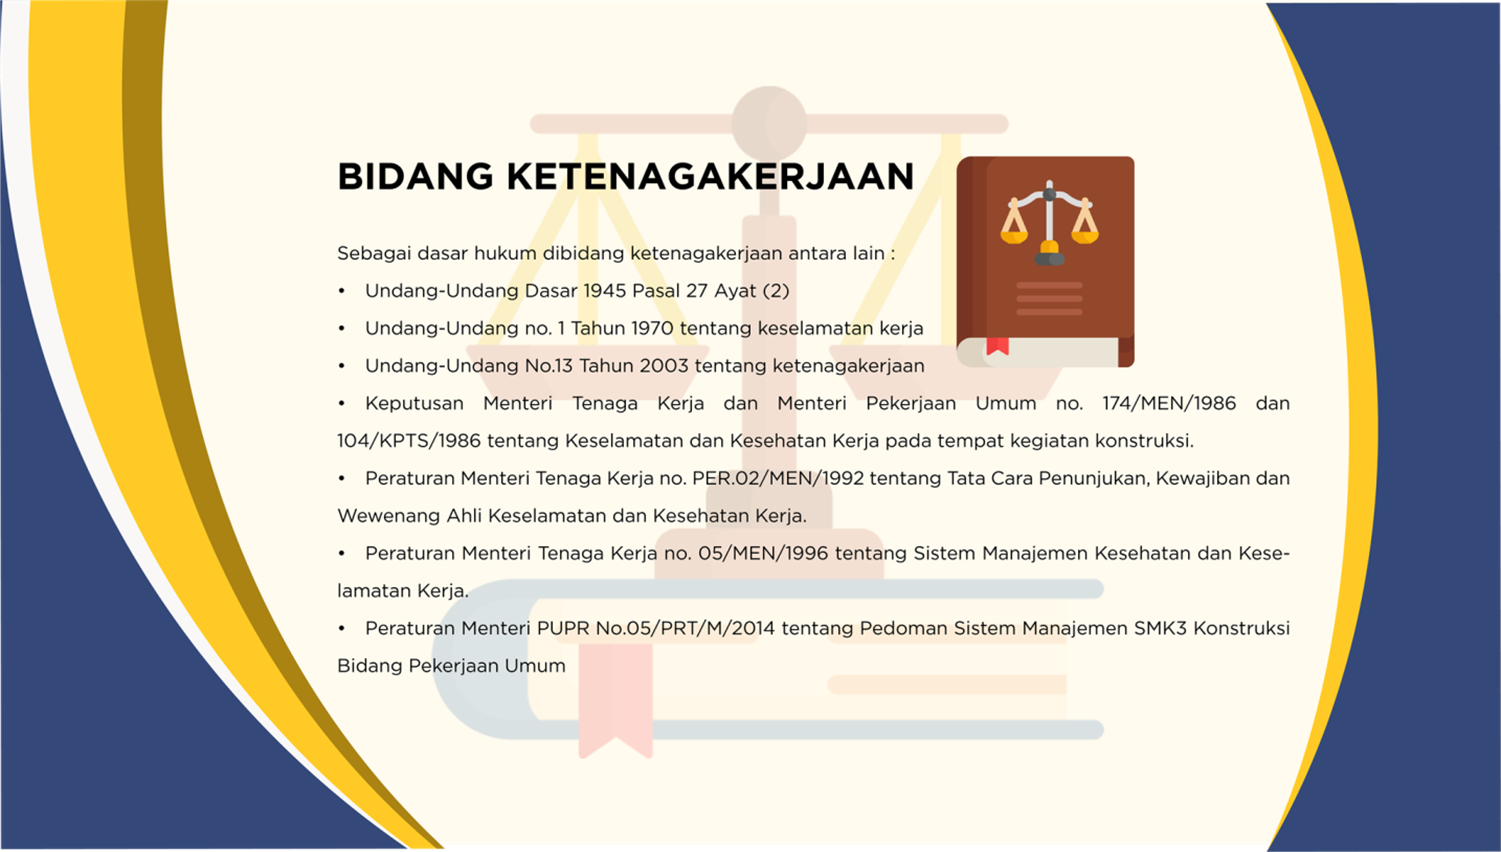 BIDANG KETENAGAKERJAAN
Sebagai dasar hukum dibidang ketenagakerjaan antara lain :
• Undang-Undang Dasar 1945 Pasal 27 Ayat (2)
• Undang-Undang no. 1 Tahun 1970 tentang keselamatan kerja
• Undang-Undang No.13 Tahun 2003 tentang ketenagakerjaan
• Keputusan Menteri Tenaga Kerja dan Menteri Pekerjaan Umum no. 174/MEN/1986 dan
104/KPTS/1986 tentang Keselamatan dan Kesehatan Kerja pada tempat kegiatan konstruksi.
• Peraturan Menteri Tenaga Kerja no. PER.02/MEN/1992 tentang Tata Cara Penunjukan, Kewajiban dan
Wewenang Ahli Keselamatan dan Kesehatan Kerja.
• Peraturan Menteri Tenaga Kerja no. 05/MEN/1996 tentang Sistem Manajemen Kesehatan dan Kese-
lamatan Kerja.
• Peraturan Menteri PUPR No.05/PRT/M/2014 tentang Pedoman Sistem Manajemen SMK3 Konstruksi
Bidang Pekerjaan Umum